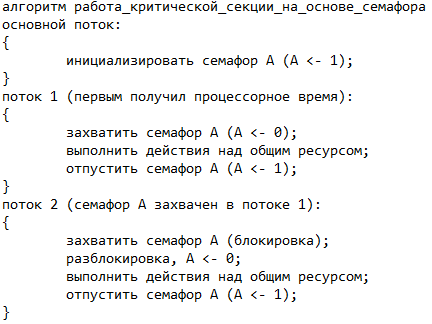 алгоритм работа_критической_секции_на_основе_семафора
основной поток:
{
инициализировать семафор A (A <- 1);
}
поток 1 (первым получил процессорное время):
{
захватить семафор A (A <- 0);
выполнить действия над общим ресурсом;
отпустить семафор A (A <- 1);
}
поток 2 (семафор A захвачен в потоке 1):
{
захватить семафор A (блокировка);
разблокировка, A <- 0;
выполнить действия над общим ресурсом;
отпустить семафор A (A <- 1);
}